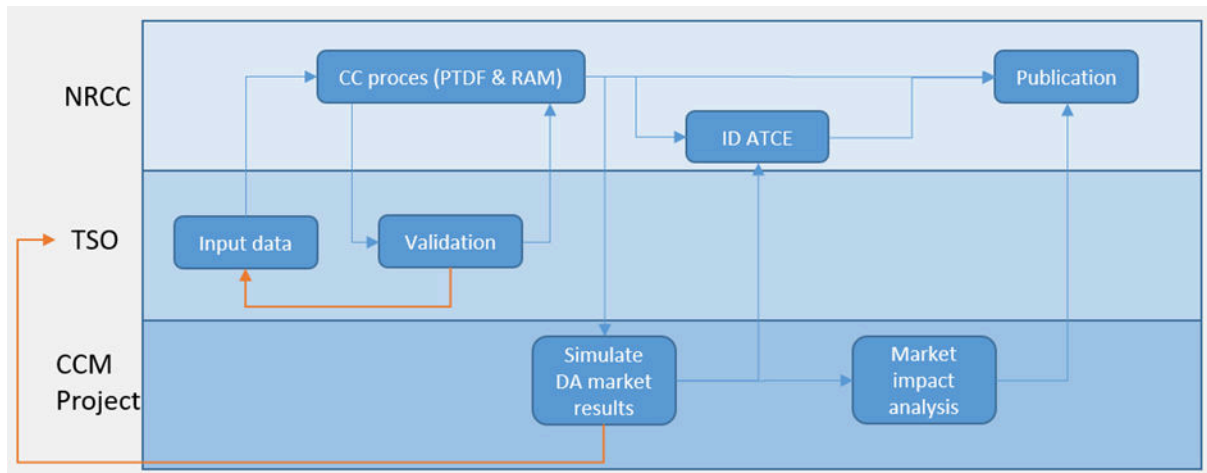 NRCC
CC proces (PTDF & RAM)
Publication
ID ATCE
TSO
Input data
Validation
CCM
Project
Simulate
DA market
results
Market
impact
analysis